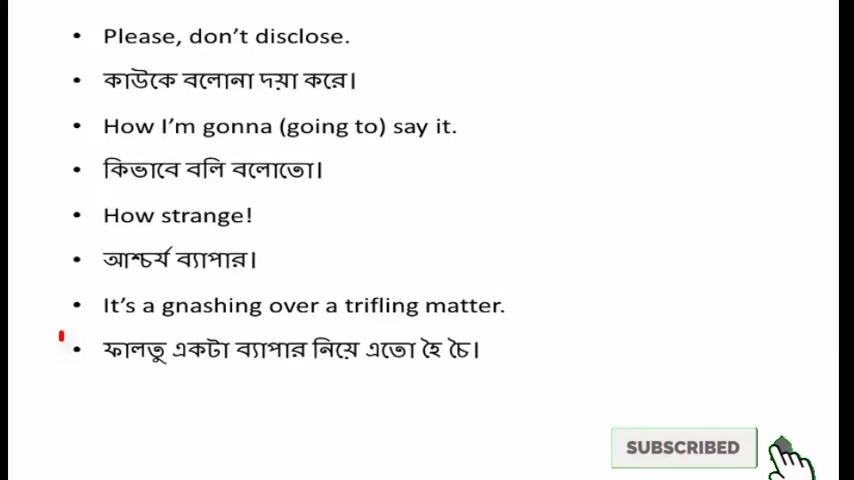 • Please, don't disclose.
• কাউকে বলোনা দয়া করে।
• How I'm gonna (going to) say it.
• কিভাবে বলি বলোতো।
• How strange!
• আশ্চর্য ব্যাপার।
• It's a gnashing over a trifling matter.
• ফালতু একটা ব্যাপার নিয়ে এতো হৈ চৈ।
SUBSCRIBED